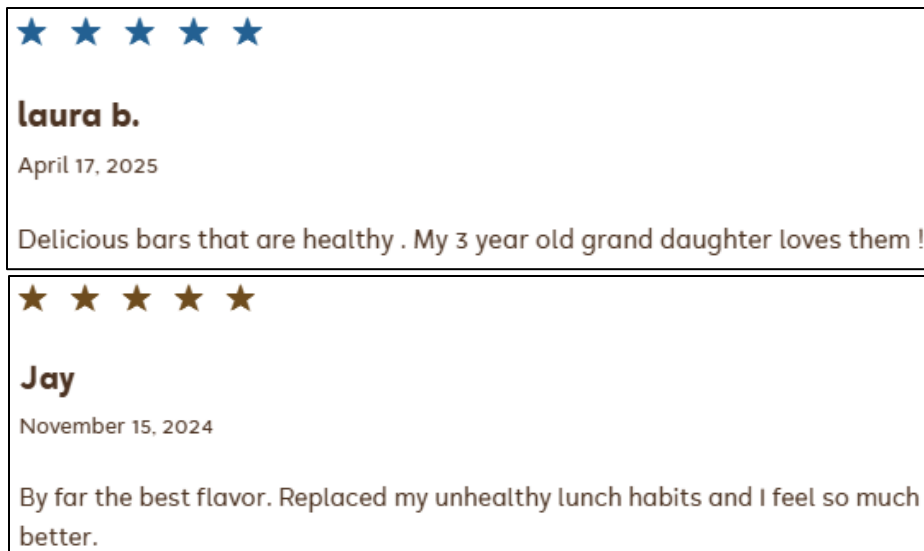 laura b.
April 17, 2025
Delicious bars that are healthy . My 3 year old grand daughter loves them !
Jay
November 15, 2024
By far the best flavor. Replaced my unhealthy lunch habits and I feel so much
better.